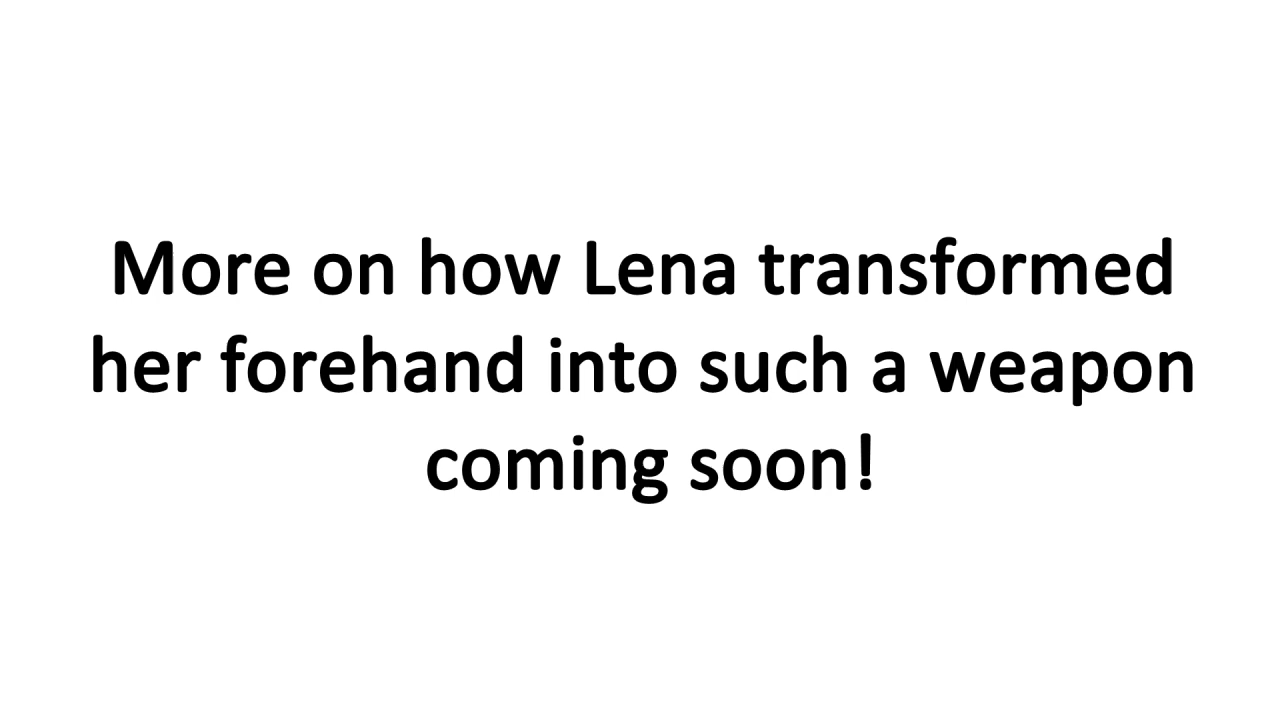 More on how Lena transformed
her forehand into such a weapon
coming soon!